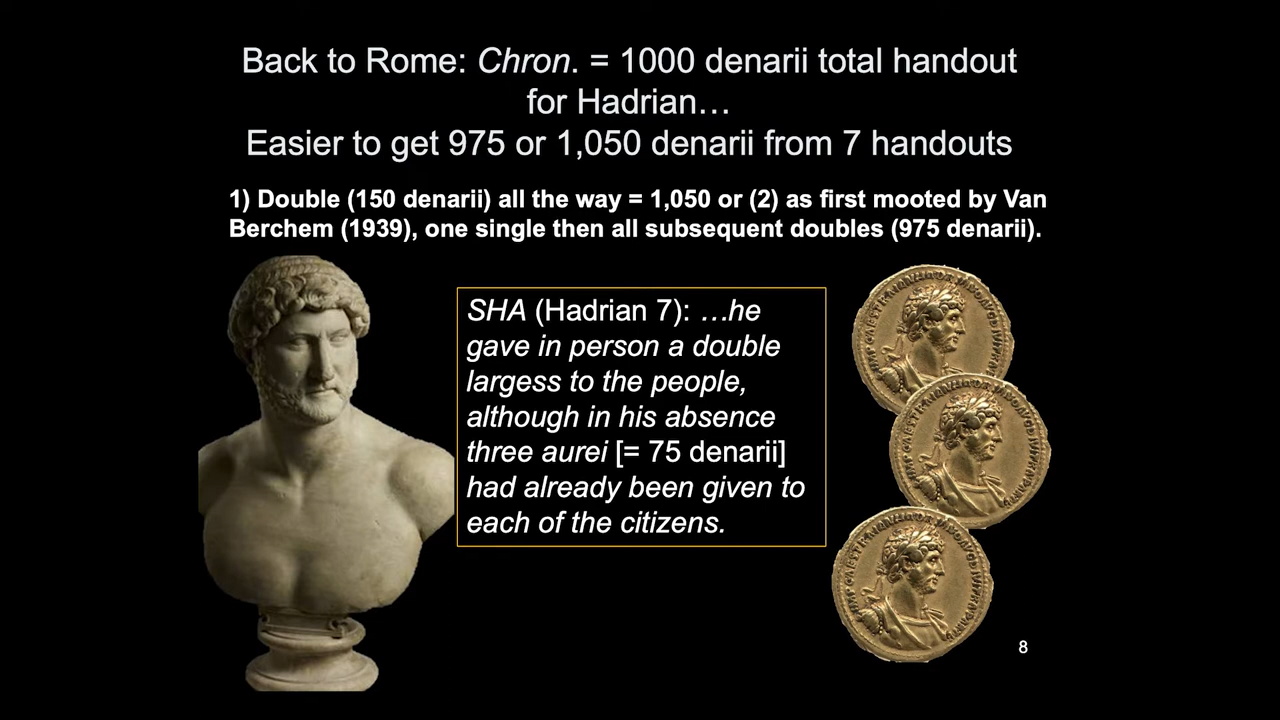 Back to Rome: Chron. = 1000 denarii total handout
for Hadrian…
Easier to get 975 or 1,050 denarii from 7 handouts
1) Double (150 denarii) all the way = 1,050 or (2) as first mooted by Van
Berchem (1939), one single then all subsequent doubles (975 denarii).
SHA (Hadrian 7): …he
gave in person a double
largess to the people,
although in his absence
three aurei [= 75 denarii]
had already been given to
each of the citizens.
8